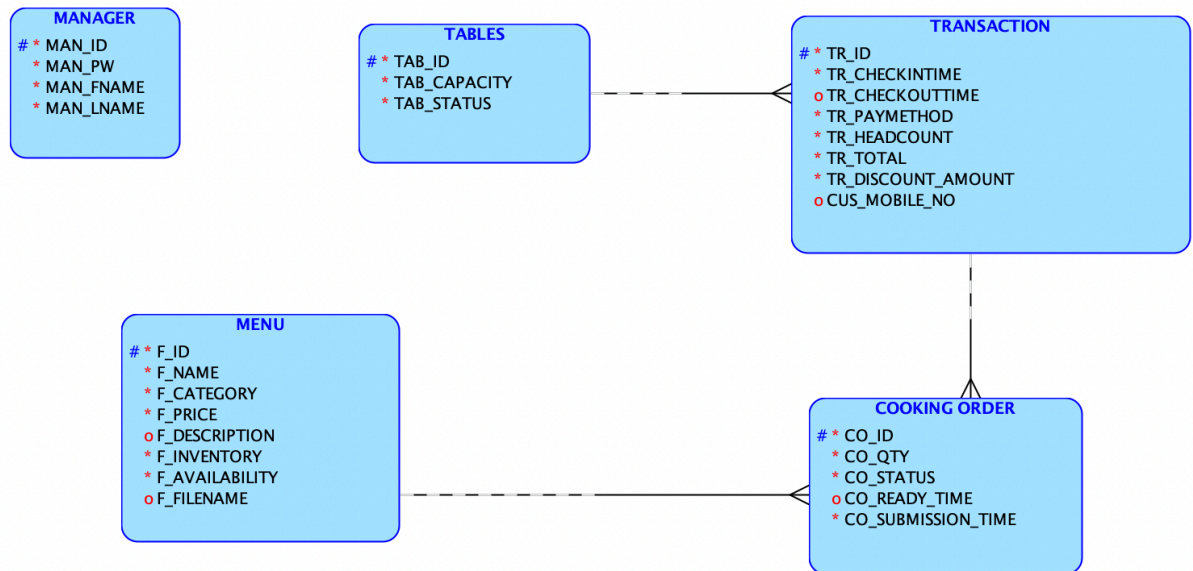 MANAGER
# * MAN_ID
* MAN_PW
* MAN_FNAME
* MAN_LNAME
TABLES
# * TAB_ID
* TAB_CAPACITY
* TAB_STATUS
TRANSACTION
# * TR_ID
* TR_CHECKINTIME
o TR_CHECKOUTTIME
* TR_PAYMETHOD
* TR_HEADCOUNT
* TR_TOTAL
* TR_DISCOUNT_AMOUNT
o CUS_MOBILE_NO
MENU
# * F_ID
* F_NAME
* F_CATEGORY
* F_PRICE
o F_DESCRIPTION
* F_INVENTORY
* F_AVAILABILITY
o F_FILENAME
COOKING ORDER
# * CO_ID
* CO_QTY
* CO_STATUS
o CO_READY_TIME
* CO_SUBMISSION_TIME